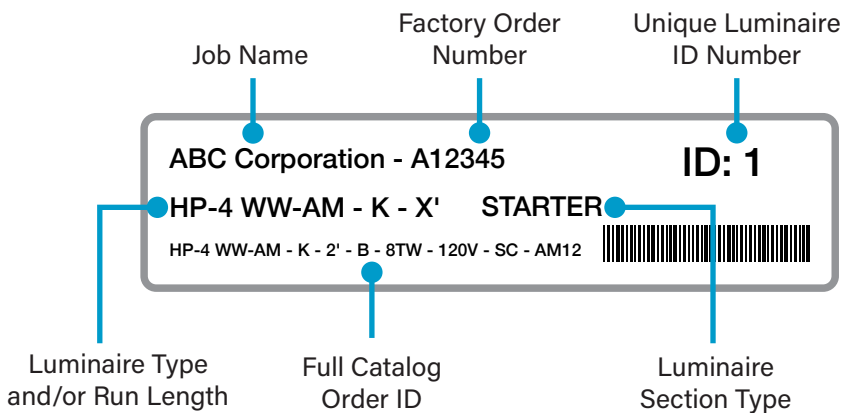 Job Name
Factory Order
Number
Unique Luminaire
ID Number
ABC Corporation - A12345
ID: 1
HP-4 WW-AM - K - X'
STARTER
HP-4 WW-AM - K - 2' - B - 8TW - 120V - SC - AM12
Luminaire Type
and/or Run Length
Full Catalog
Order ID
Luminaire
Section Type